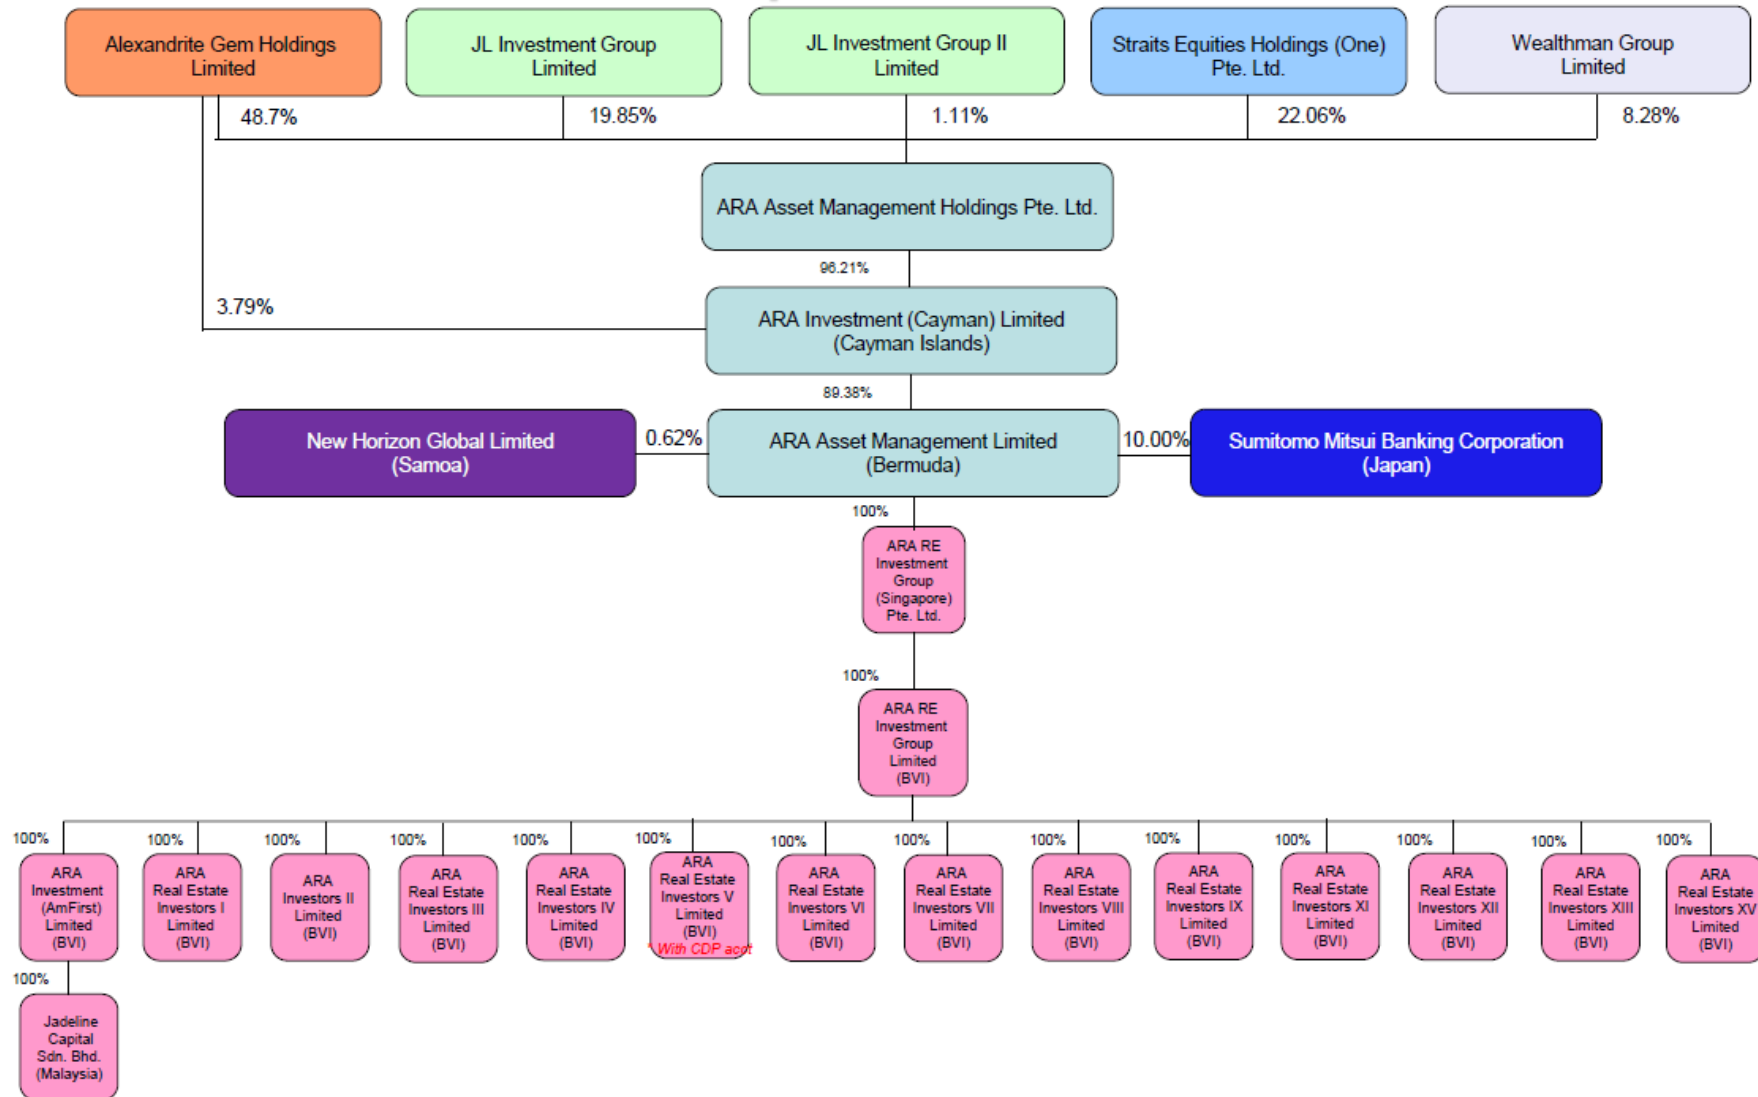 Alexandrite Gem Holdings
Limited
JL Investment Group
Limited
JL Investment Group II
Limited
Straits Equities Holdings (One)
Pte. Ltd.
Wealthman Group
Limited
48.7%
19.85%
1.11%
22.06%
8.28%
ARA Asset Management Holdings Pte. Ltd.
96.21%
3.79%
ARA Investment (Cayman) Limited
(Cayman Islands)
89.38%
New Horizon Global Limited
(Samoa)
0.62%
ARA Asset Management Limited
(Bermuda)
10.00%
Sumitomo Mitsui Banking Corporation
(Japan)
100%
ARA RE
Investment
Group
(Singapore)
Pte. Ltd.
100%
ARA RE
Investment
Group
Limited
(BVI)
100%
ARA
Investment
(AmFirst)
Limited
(BVI)
100%
ARA
Real Estate
Investors I
Limited
(BVI)
100%
ARA
Investors II
Limited
(BVI)
100%
ARA
Real Estate
Investors III
Limited
(BVI)
100%
ARA
Real Estate
Investors IV
Limited
(BVI)
100%
ARA
Real Estate
Investors V
Limited
(BVI)
* With CDP acct
100%
ARA
Real Estate
Investors VI
Limited
(BVI)
100%
ARA
Real Estate
Investors VII
Limited
(BVI)
100%
ARA
Real Estate
Investors VIII
Limited
(BVI)
100%
ARA
Real Estate
Investors IX
Limited
(BVI)
100%
ARA
Real Estate
Investors XI
Limited
(BVI)
100%
ARA
Real Estate
Investors XII
Limited
(BVI)
100%
ARA
Real Estate
Investors XIII
Limited
(BVI)
100%
ARA
Real Estate
Investors XV
Limited
(BVI)
100%
Jadeline
Capital
Sdn. Bhd.
(Malaysia)